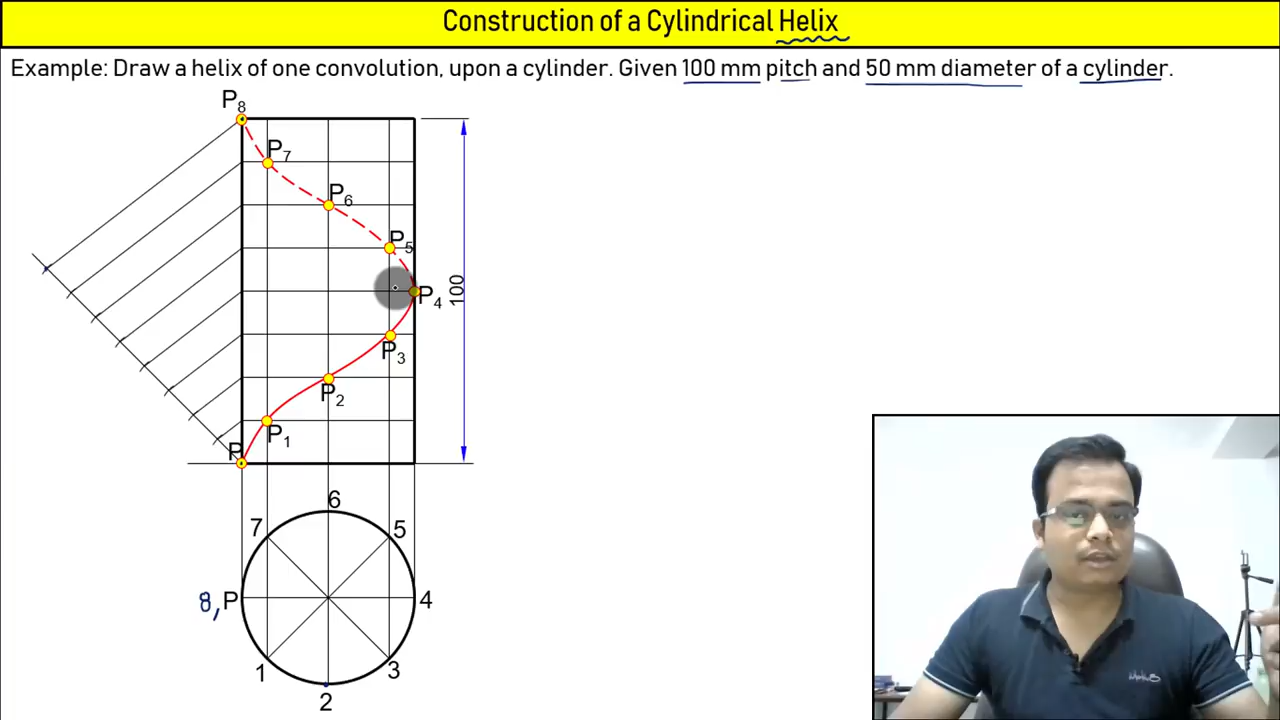 Construction of a Cylindrical Helix
Example: Draw a helix of one convolution, upon a cylinder. Given 100 mm pitch and 50 mm diameter of a cylinder.
P8
P7
P6
P5
P4
100
P3
P2
P1
P
6
7
5
8, P
4
1
3
2